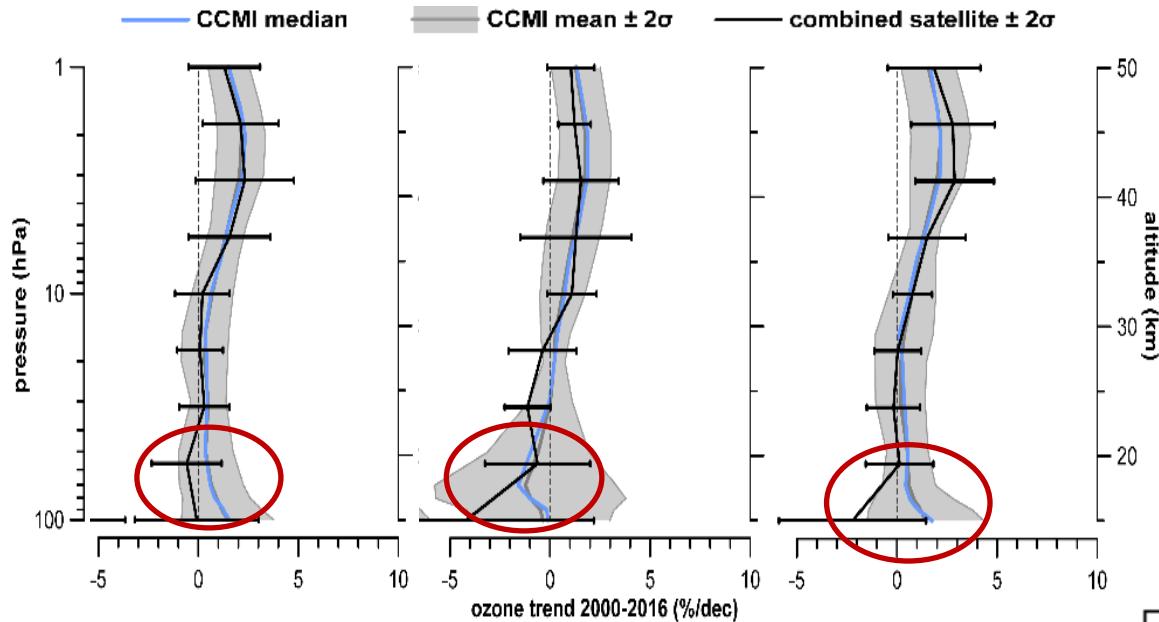 CCMI median CCMI mean ± 2σ combined satellite ± 2σ
pressure (hPa)
1
10
100
50
40
30
20
altitude (km)
-5 0 5 10 -5 0 5 10 -5 0 5 10
ozone trend 2000-2016 (%/dec)